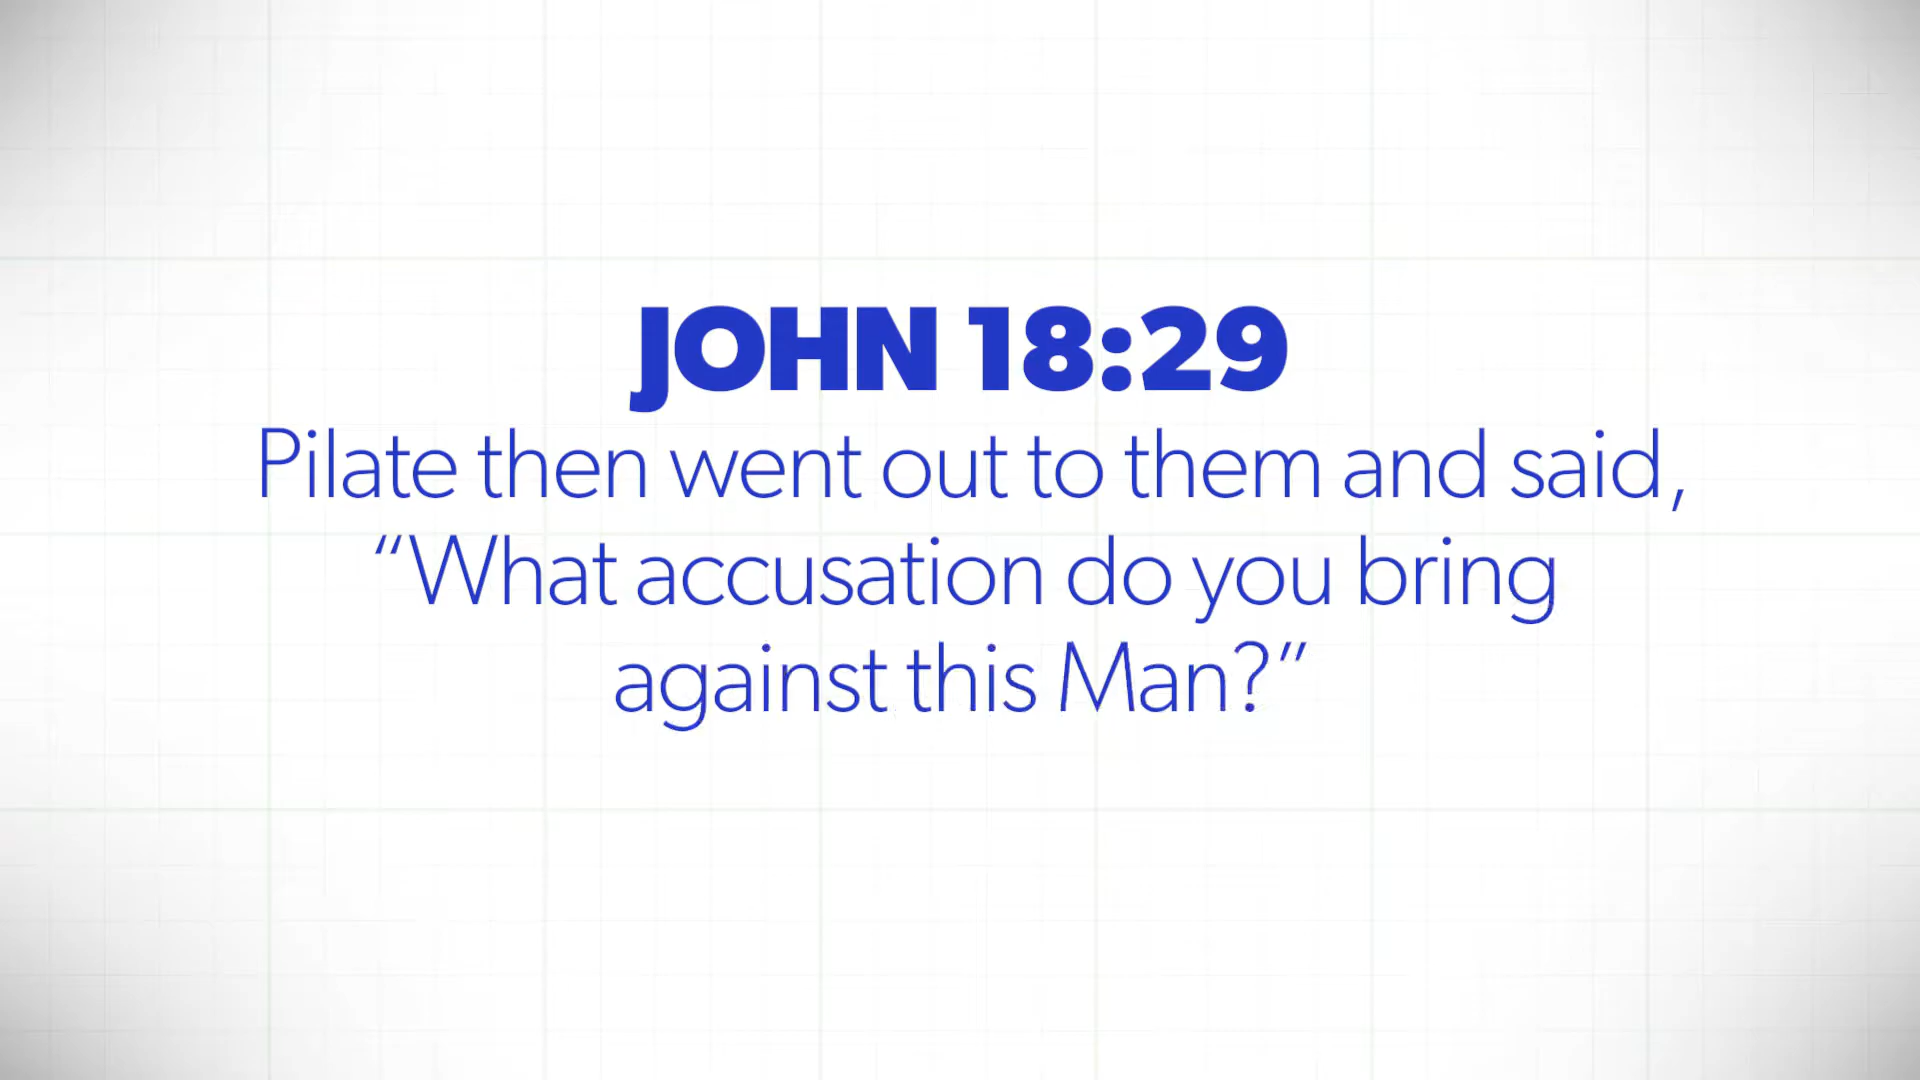 JOHN 18:29
Pilate then went out to them and said,
“What accusation do you bring
against this Man?”